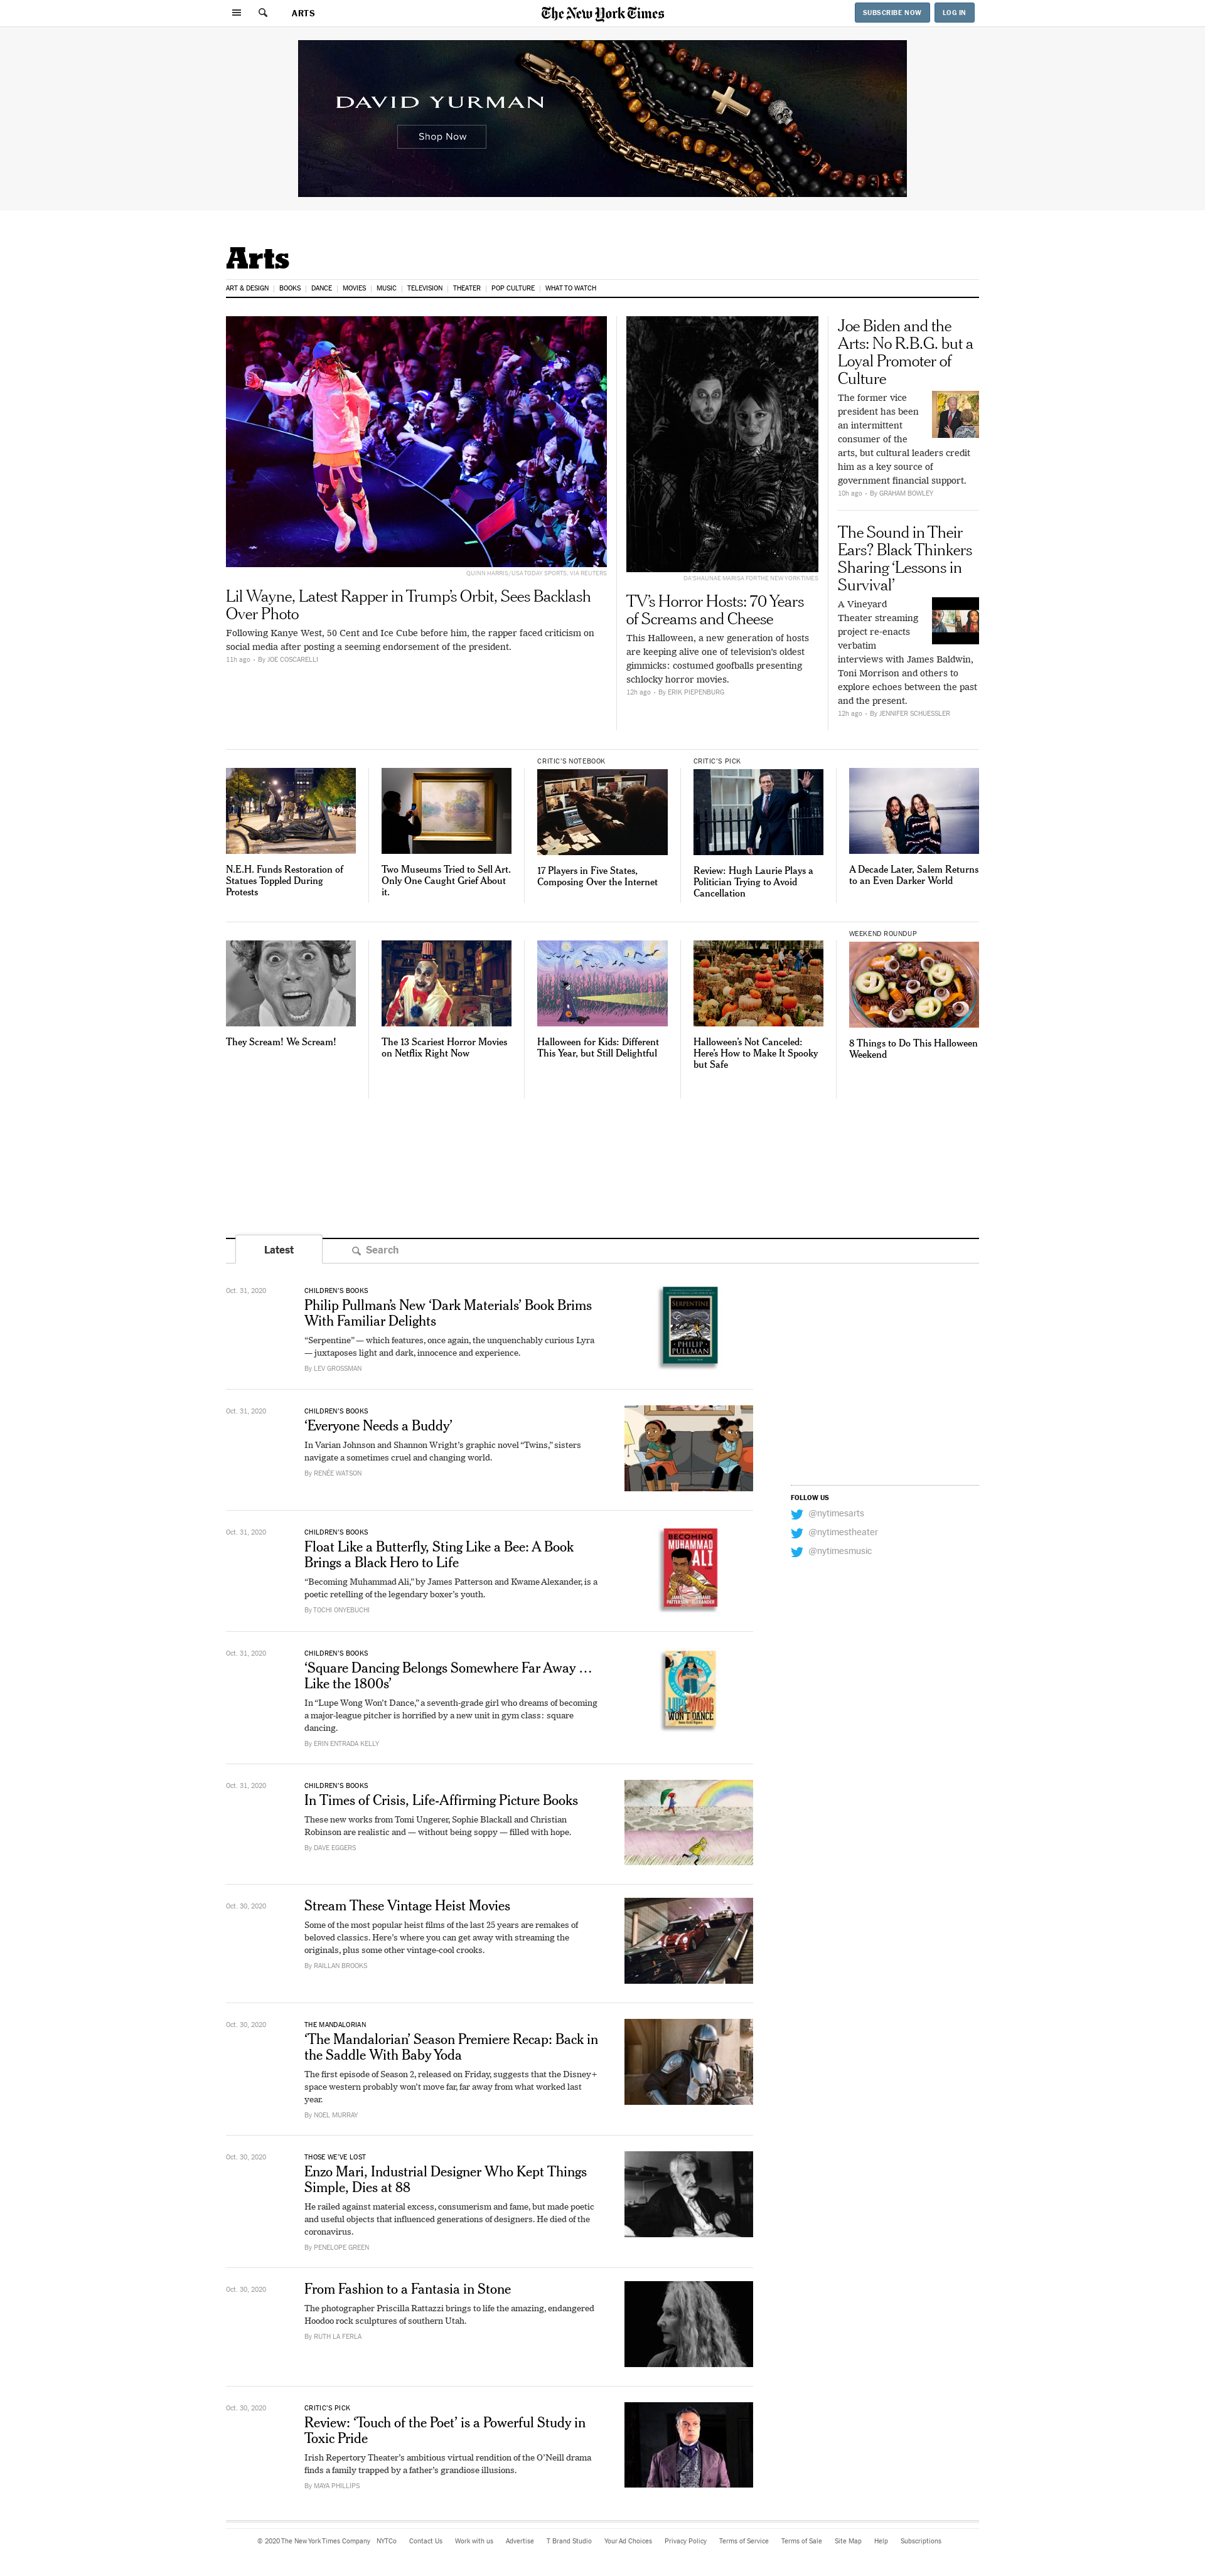 ARTS
The New York Times
SUBSCRIBE NOW
LOG IN
DAVID YURMAN
Shop Now
Arts
ART & DESIGN
BOOKS
DANCE
MOVIES
MUSIC
TELEVISION
THEATER
POP CULTURE
WHAT TO WATCH
QUINN HARRIS/USA TODAY SPORTS, VIA REUTERS
Lil Wayne, Latest Rapper in Trump’s Orbit, Sees Backlash
Over Photo
Following Kanye West, 50 Cent and Ice Cube before him, the rapper faced criticism on
social media after posting a seeming endorsement of the president.
11h ago • By JOE COSCARELLI
DA'SHAUNAE MARISA FOR THE NEW YORK TIMES
TV’s Horror Hosts: 70 Years
of Screams and Cheese
This Halloween, a new generation of hosts
are keeping alive one of television’s oldest
gimmicks: costumed goofballs presenting
schlocky horror movies.
12h ago • By ERIK PIEPENBURG
Joe Biden and the
Arts: No R.B.G. but a
Loyal Promoter of
Culture
The former vice
president has been
an intermittent
consumer of the
arts, but cultural leaders credit
him as a key source of
government financial support.
10h ago • By GRAHAM BOWLEY
The Sound in Their
Ears? Black Thinkers
Sharing ‘Lessons in
Survival’
A Vineyard
Theater streaming
project re-enacts
verbatim
interviews with James Baldwin,
Toni Morrison and others to
explore echoes between the past
and the present.
12h ago • By JENNIFER SCHUESSLER
N.E.H. Funds Restoration of
Statues Toppled During
Protests
Two Museums Tried to Sell Art.
Only One Caught Grief About
it.
CRITIC’S NOTEBOOK
17 Players in Five States,
Composing Over the Internet
CRITIC’S PICK
Review: Hugh Laurie Plays a
Politician Trying to Avoid
Cancellation
A Decade Later, Salem Returns
to an Even Darker World
They Scream! We Scream!
The 13 Scariest Horror Movies
on Netflix Right Now
Halloween for Kids: Different
This Year, but Still Delightful
Halloween’s Not Canceled:
Here’s How to Make It Spooky
but Safe
WEEKEND ROUNDUP
8 Things to Do This Halloween
Weekend
Latest
Search
Oct. 31, 2020
CHILDREN’S BOOKS
Philip Pullman’s New ‘Dark Materials’ Book Brims
With Familiar Delights
“Serpentine” — which features, once again, the unquenchably curious Lyra
— juxtaposes light and dark, innocence and experience.
By LEV GROSSMAN
SERPENTINE
PHILIP
PULLMAN
Oct. 31, 2020
CHILDREN’S BOOKS
‘Everyone Needs a Buddy’
In Varian Johnson and Shannon Wright’s graphic novel “Twins,” sisters
navigate a sometimes cruel and changing world.
By RENÉE WATSON
FOLLOW US
@nytimesarts
@nytimestheater
@nytimesmusic
Oct. 31, 2020
CHILDREN’S BOOKS
Float Like a Butterfly, Sting Like a Bee: A Book
Brings a Black Hero to Life
“Becoming Muhammad Ali,” by James Patterson and Kwame Alexander, is a
poetic retelling of the legendary boxer’s youth.
By TOCHI ONYEBUCHI
BECOMING
MUHAMMAD
ALI
JAMES PATTERSON
KWAME ALEXANDER
Oct. 31, 2020
CHILDREN’S BOOKS
‘Square Dancing Belongs Somewhere Far Away …
Like the 1800s’
In “Lupe Wong Won’t Dance,” a seventh-grade girl who dreams of becoming
a major-league pitcher is horrified by a new unit in gym class: square
dancing.
By ERIN ENTRADA KELLY
LUPE WONG
WON'T DANCE
Oct. 31, 2020
CHILDREN’S BOOKS
In Times of Crisis, Life-Affirming Picture Books
These new works from Tomi Ungerer, Sophie Blackall and Christian
Robinson are realistic and — without being soppy — filled with hope.
By DAVE EGGERS
Oct. 30, 2020
Stream These Vintage Heist Movies
Some of the most popular heist films of the last 25 years are remakes of
beloved classics. Here’s where you can get away with streaming the
originals, plus some other vintage-cool crooks.
By RAILLAN BROOKS
Oct. 30, 2020
THE MANDALORIAN
‘The Mandalorian’ Season Premiere Recap: Back in
the Saddle With Baby Yoda
The first episode of Season 2, released on Friday, suggests that the Disney+
space western probably won’t move far, far away from what worked last
year.
By NOEL MURRAY
Oct. 30, 2020
THOSE WE’VE LOST
Enzo Mari, Industrial Designer Who Kept Things
Simple, Dies at 88
He railed against material excess, consumerism and fame, but made poetic
and useful objects that influenced generations of designers. He died of the
coronavirus.
By PENELOPE GREEN
Oct. 30, 2020
From Fashion to a Fantasia in Stone
The photographer Priscilla Rattazzi brings to life the amazing, endangered
Hoodoo rock sculptures of southern Utah.
By RUTH LA FERLA
Oct. 30, 2020
CRITIC’S PICK
Review: ‘Touch of the Poet’ is a Powerful Study in
Toxic Pride
Irish Repertory Theater’s ambitious virtual rendition of the O’Neill drama
finds a family trapped by a father’s grandiose illusions.
By MAYA PHILLIPS
© 2020 The New York Times Company
NYTCo
Contact Us
Work with us
Advertise
T Brand Studio
Your Ad Choices
Privacy Policy
Terms of Service
Terms of Sale
Site Map
Help
Subscriptions